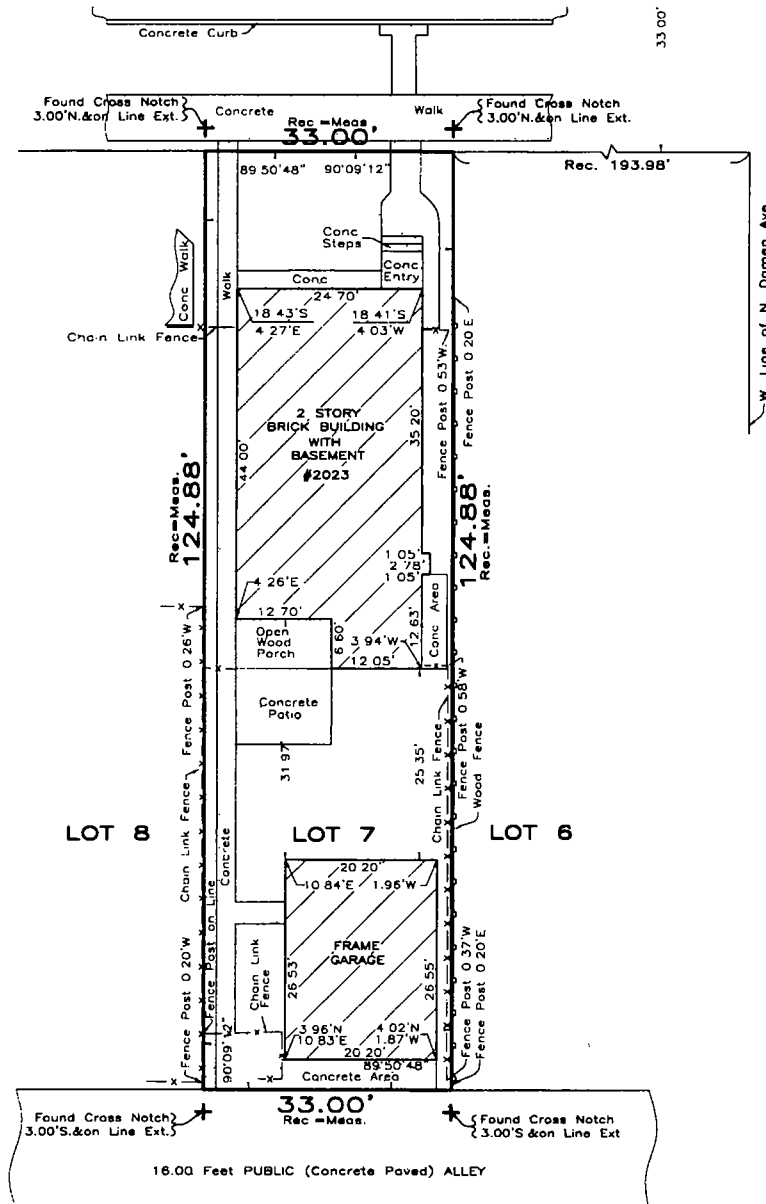 Concrete Curb
33 00'
Found Cross Notch
3.00'N.&on Line Ext.
Concrete
Walk
Found Cross Notch
3.00'N.&on Line Ext.
Rec =Meas
33.00'
89 50'48"
90'09'12"
Rec. 193.98'
W Line of N Damen Ave
Conc
Steps
Conc
Entry
Conc Walk
Walk
Conc
24 70'
18 43'S
4 27'E
18 41'S
4 03'W
Chain Link Fence
Fence Post 0 53'W
Fence Post 0 20'E
2 STORY
BRICK BUILDING
WITH
BASEMENT
#2023
35 20'
44 00'
Rec=Meas.
124.88'
124.88'
Rec.=Meas.
1 05'
2 78'
1 05'
4 26'E
12 70'
Conc Area
12 63'
Open
Wood
Porch
6 60'
3 94'W
12 05'
Fence Post 0 26'W
Concrete
Patio
31 97'
25 35'
Chain Link Fence
Fence Post 0 58'W
Wood Fence
Chain Link Fence
LOT 8
LOT 7
LOT 6
Concrete
20 20'
10 84'E
1.96'W
FRAME
GARAGE
26 53'
26 55'
Chain Link
Fence
Fence Post 0 20'W
Fence Post on Line
Fence Post 0 37'W
Fence Post 0 20'E
3 96'N
10 83'E
4 02'N
1.87'W
20 20'
90'09'12"
89'50'48"
Concrete Area
33.00'
Rec =Meas.
Found Cross Notch
3.00'S.&on Line Ext.
Found Cross Notch
3.00'S &on Line Ext
16.00 Feet PUBLIC (Concrete Paved) ALLEY